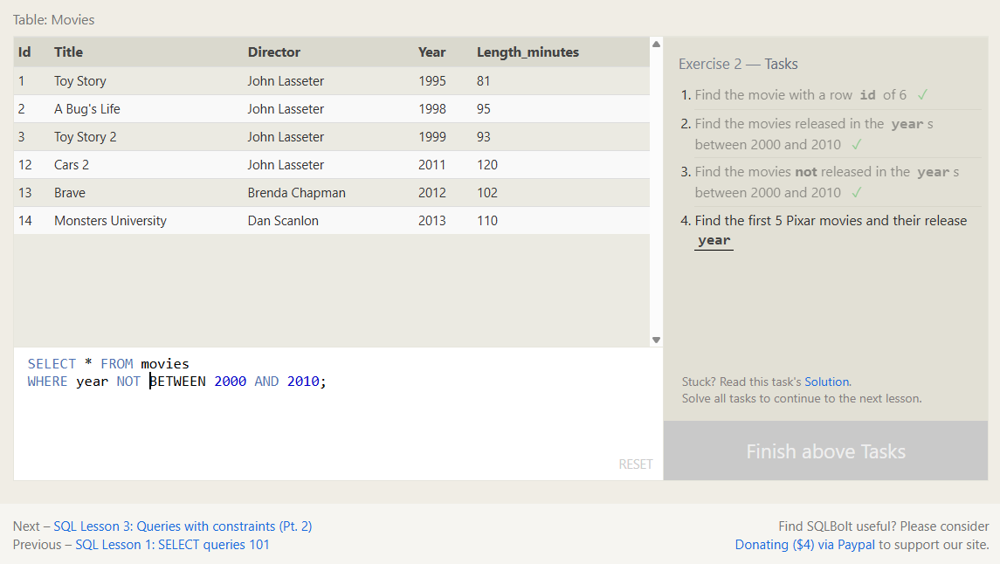 Table: Movies
Id Title Director Year Length_minutes
1 Toy Story John Lasseter 1995 81
2 A Bug's Life John Lasseter 1998 95
3 Toy Story 2 John Lasseter 1999 93
12 Cars 2 John Lasseter 2011 120
13 Brave Brenda Chapman 2012 102
14 Monsters University Dan Scanlon 2013 110
SELECT * FROM movies
WHERE year NOT BETWEEN 2000 AND 2010;
RESET
Exercise 2 — Tasks
1. Find the movie with a row id of 6 ✓
2. Find the movies released in the year s
between 2000 and 2010 ✓
3. Find the movies not released in the year s
between 2000 and 2010 ✓
4. Find the first 5 Pixar movies and their release
year
Stuck? Read this task's Solution.
Solve all tasks to continue to the next lesson.
Finish above Tasks
Next – SQL Lesson 3: Queries with constraints (Pt. 2)
Previous – SQL Lesson 1: SELECT queries 101
Find SQLBolt useful? Please consider
Donating ($4) via Paypal to support our site.